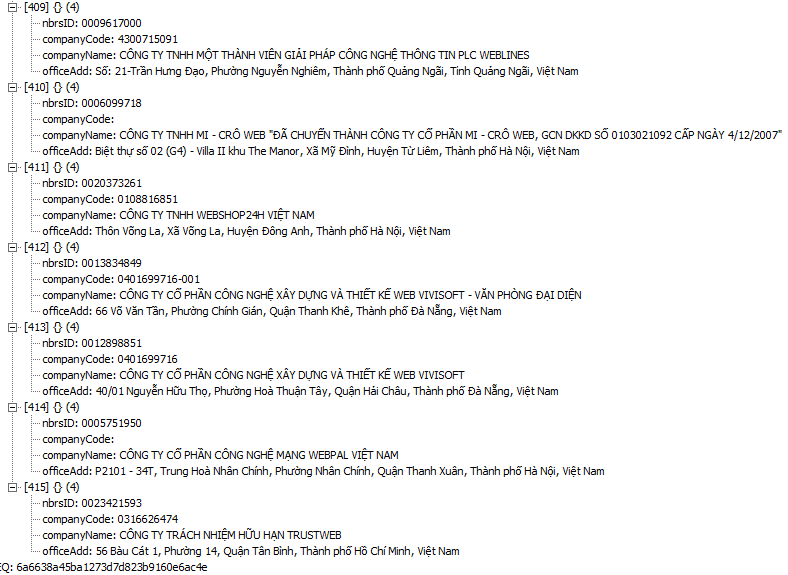 [409] {} (4)
nbrsID: 0009617000
companyCode: 4300715091
companyName: CÔNG TY TNHH MỘT THÀNH VIÊN GIẢI PHÁP CÔNG NGHỆ THÔNG TIN PLC WEBLINES
officeAdd: Số: 21-Trần Hưng Đạo, Phường Nguyễn Nghiêm, Thành phố Quảng Ngãi, Tỉnh Quảng Ngãi, Việt Nam
[410] {} (4)
nbrsID: 0006099718
companyCode:
companyName: CÔNG TY TNHH MI - CRÔ WEB "ĐÃ CHUYỂN THÀNH CÔNG TY CỔ PHẦN MI - CRÔ WEB, GCN DKKD SỐ 0103021092 CẤP NGÀY 4/12/2007"
officeAdd: Biệt thự số 02 (G4) - Villa II khu The Manor, Xã Mỹ Đình, Huyện Từ Liêm, Thành phố Hà Nội, Việt Nam
[411] {} (4)
nbrsID: 0020373261
companyCode: 0108816851
companyName: CÔNG TY TNHH WEBSHOP24H VIỆT NAM
officeAdd: Thôn Võng La, Xã Võng La, Huyện Đông Anh, Thành phố Hà Nội, Việt Nam
[412] {} (4)
nbrsID: 0013834849
companyCode: 0401699716-001
companyName: CÔNG TY CỔ PHẦN CÔNG NGHỆ XÂY DỰNG VÀ THIẾT KẾ WEB VIVISOFT - VĂN PHÒNG ĐẠI DIỆN
officeAdd: 66 Võ Văn Tần, Phường Chính Gián, Quận Thanh Khê, Thành phố Đà Nẵng, Việt Nam
[413] {} (4)
nbrsID: 0012898851
companyCode: 0401699716
companyName: CÔNG TY CỔ PHẦN CÔNG NGHỆ XÂY DỰNG VÀ THIẾT KẾ WEB VIVISOFT
officeAdd: 40/01 Nguyễn Hữu Thọ, Phường Hoà Thuận Tây, Quận Hải Châu, Thành phố Đà Nẵng, Việt Nam
[414] {} (4)
nbrsID: 0005751950
companyCode:
companyName: CÔNG TY CỔ PHẦN CÔNG NGHỆ MẠNG WEBPAL VIỆT NAM
officeAdd: P2101 - 34T, Trung Hoà Nhân Chính, Phường Nhân Chính, Quận Thanh Xuân, Thành phố Hà Nội, Việt Nam
[415] {} (4)
nbrsID: 0023421593
companyCode: 0316626474
companyName: CÔNG TY TRÁCH NHIỆM HỮU HẠN TRUSTWEB
officeAdd: 56 Bàu Cát 1, Phường 14, Quận Tân Bình, Thành phố Hồ Chí Minh, Việt Nam
EQ: 6a6638a45ba1273d7d823b9160e6ac4e